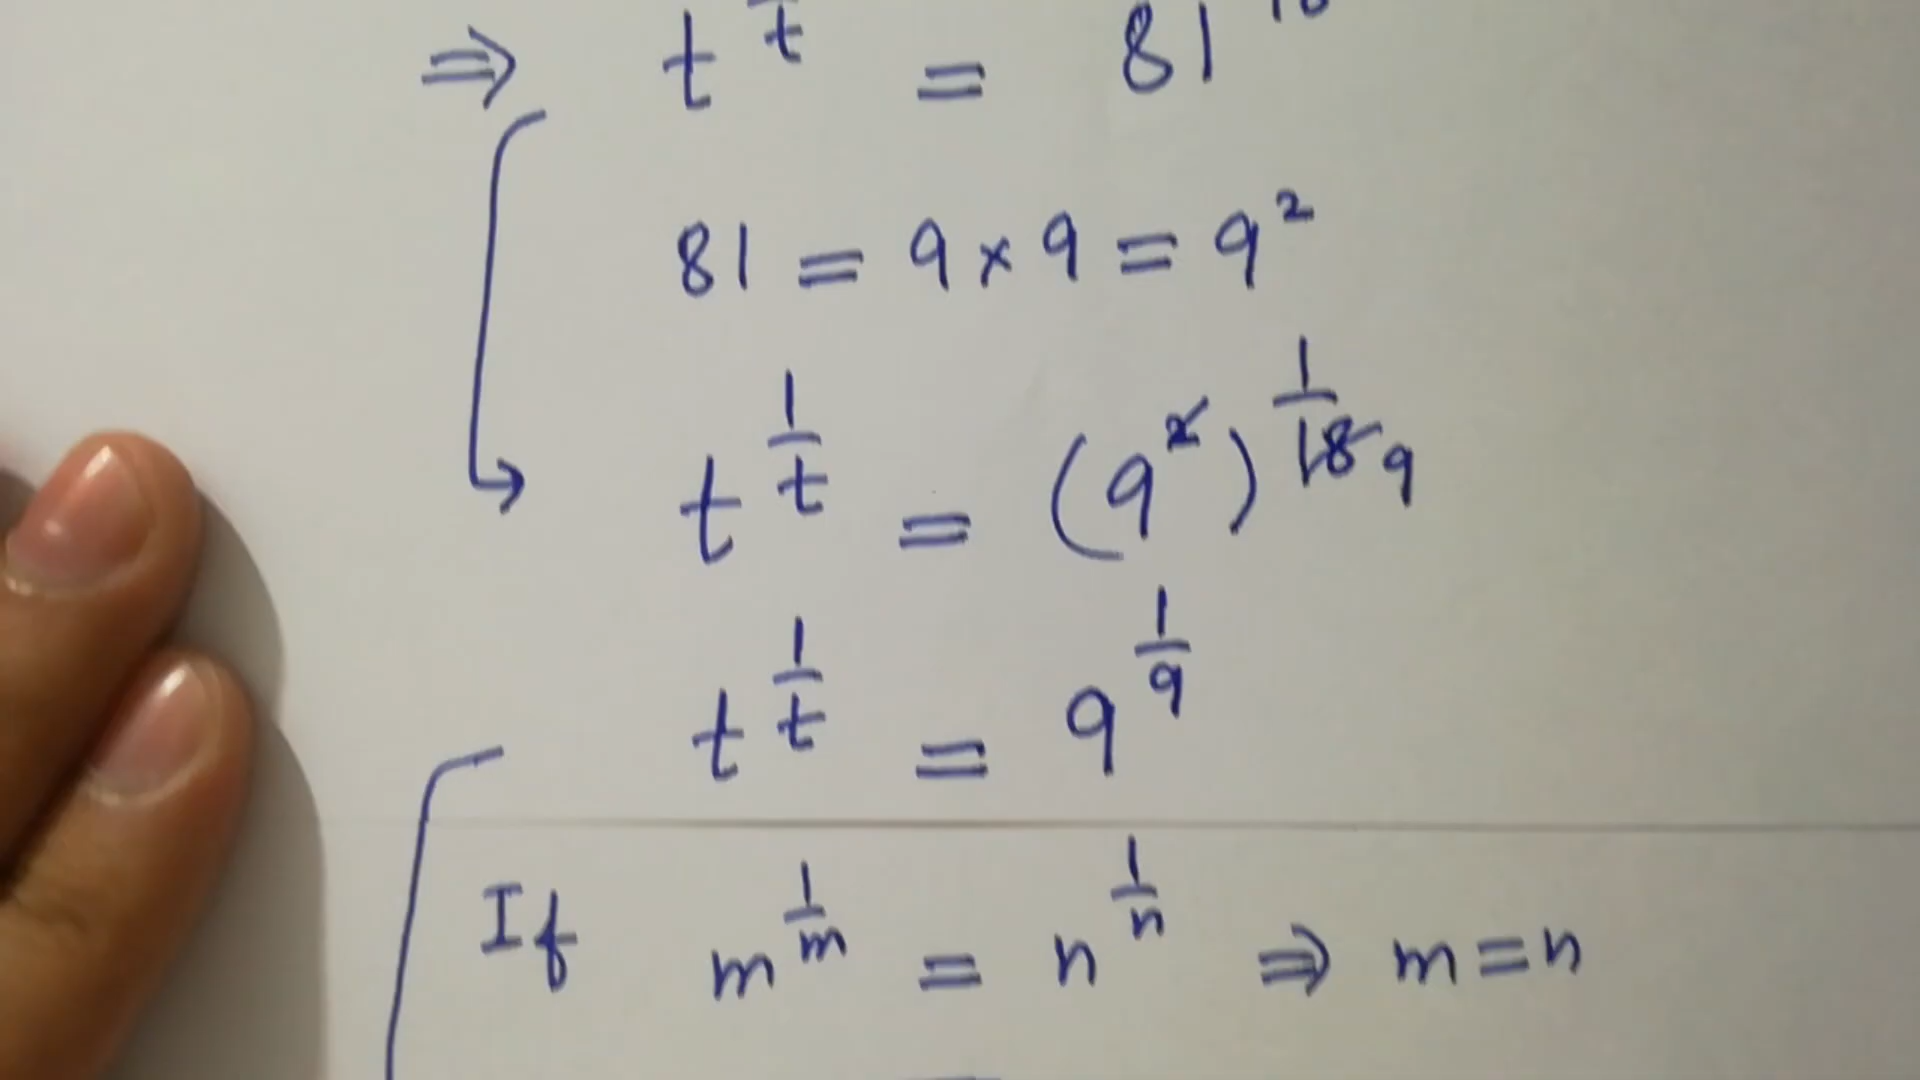 ⇒ t^(1/t) = 81
81 = 9 × 9 = 9²
t^(1/t) = (9²)^(1/18) 9
t^(1/t) = 9^(1/9)
If m^(1/m) = n^(1/n) ⇒ m = n